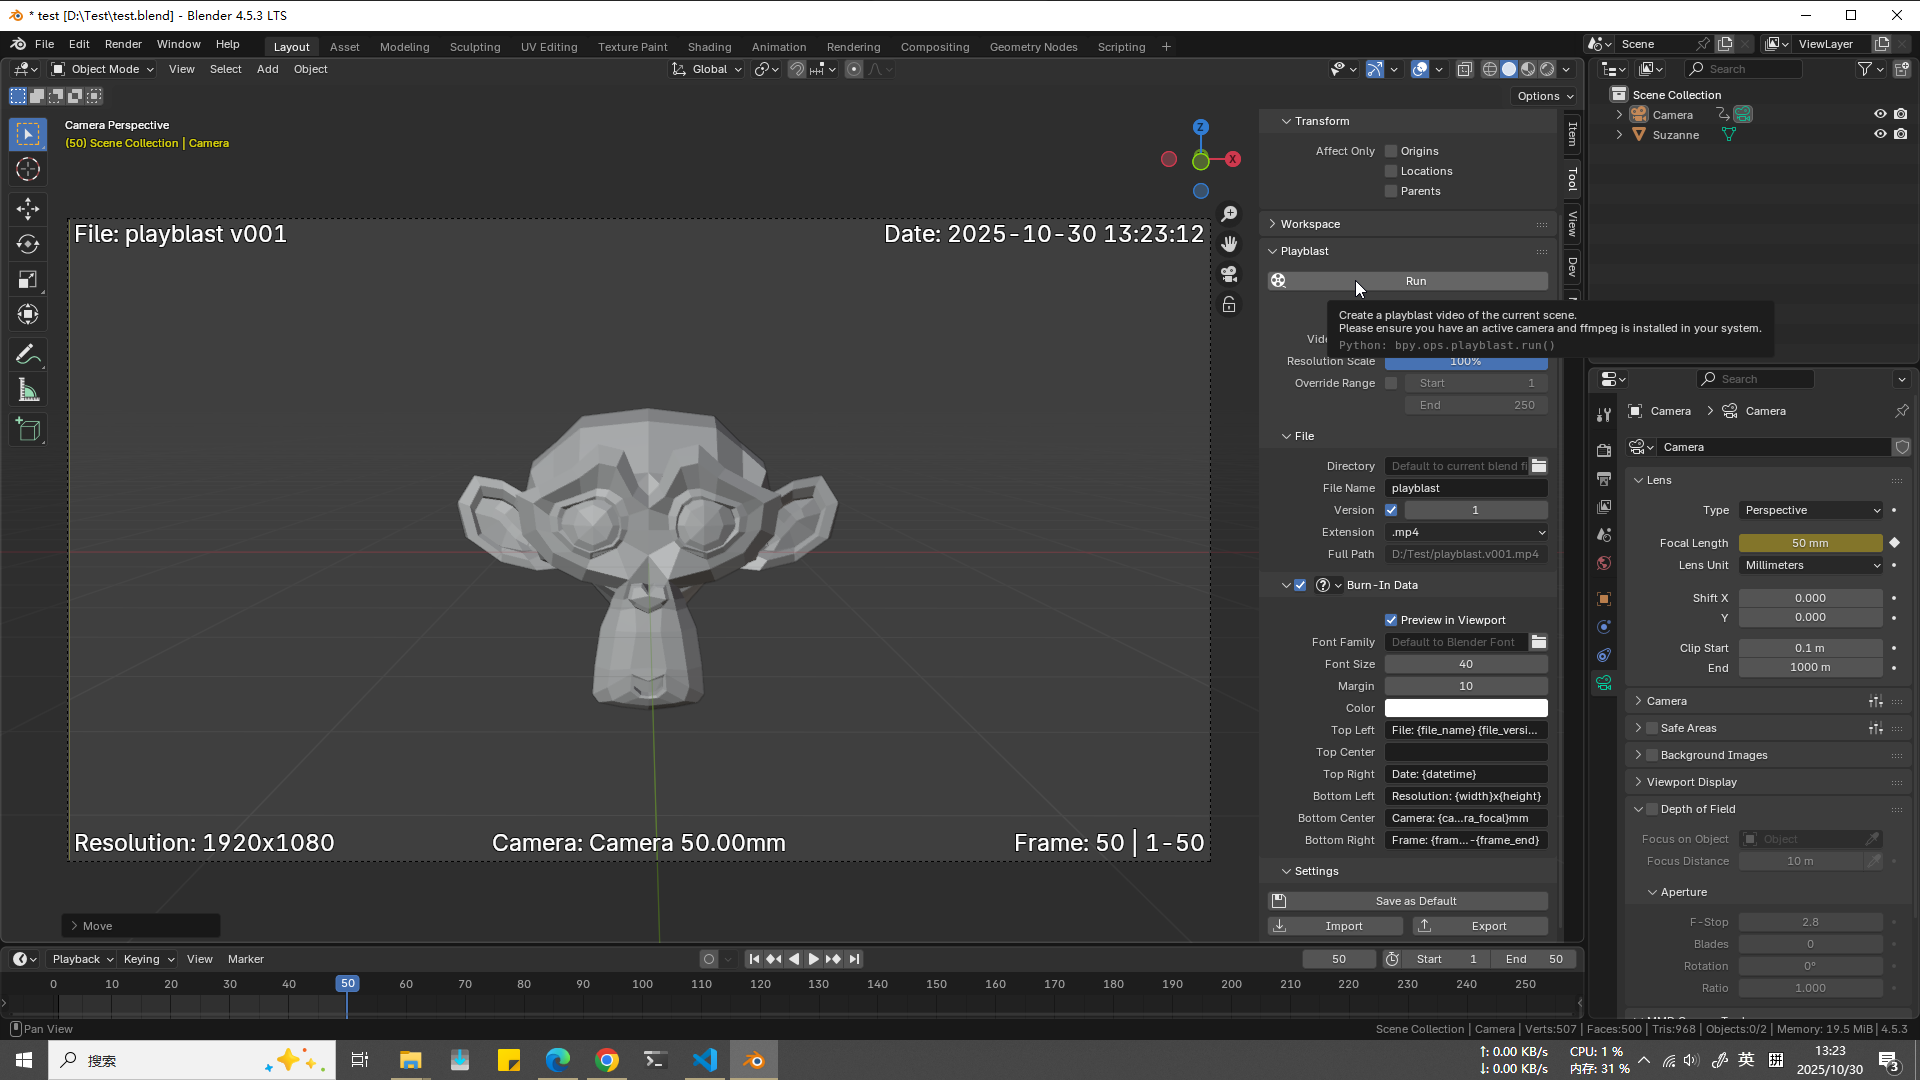 * test [D:\Test\test.blend] - Blender 4.5.3 LTS
File Edit Render Window Help
Layout Asset Modeling Sculpting UV Editing Texture Paint Shading Animation Rendering Compositing Geometry Nodes Scripting +
Scene
ViewLayer
Object Mode View Select Add Object
Global
Options
Search
Scene Collection
Camera
Suzanne
Camera Perspective
(50) Scene Collection | Camera
Z
X
File: playblast v001
Date: 2025-10-30 13:23:12
Resolution: 1920x1080
Camera: Camera 50.00mm
Frame: 50 | 1-50
Move
Transform
Affect Only Origins
Locations
Parents
Workspace
Playblast
Run
Create a playblast video of the current scene.
Please ensure you have an active camera and ffmpeg is installed in your system.
Python: bpy.ops.playblast.run()
Resolution Scale 100%
Override Range Start 1
End 250
File
Directory Default to current blend fi
File Name playblast
Version 1
Extension .mp4
Full Path D:/Test/playblast.v001.mp4
Burn-In Data
Preview in Viewport
Font Family Default to Blender Font
Font Size 40
Margin 10
Color
Top Left File: {file_name} {file_versi...
Top Center
Top Right Date: {datetime}
Bottom Left Resolution: {width}x{height}
Bottom Center Camera: {ca...ra_focal}mm
Bottom Right Frame: {fram...-{frame_end}
Settings
Save as Default
Import Export
Item
Tool
View
Dev
Search
Camera > Camera
Camera
Lens
Type Perspective
Focal Length 50 mm
Lens Unit Millimeters
Shift X 0.000
Y 0.000
Clip Start 0.1 m
End 1000 m
Camera
Safe Areas
Background Images
Viewport Display
Depth of Field
Focus on Object Object
Focus Distance 10 m
Aperture
F-Stop 2.8
Blades 0
Rotation 0°
Ratio 1.000
Playback Keying View Marker
50
Start 1 End 50
0 10 20 30 40 50 60 70 80 90 100 110 120 130 140 150 160 170 180 190 200 210 220 230 240 250
Pan View
Scene Collection | Camera | Verts:507 | Faces:500 | Tris:968 | Objects:0/2 | Memory: 19.5 MiB | 4.5.3
搜索
↑: 0.00 KB/s
↓: 0.00 KB/s
CPU: 1 %
内存: 31 %
英
拼
13:23
2025/10/30
3